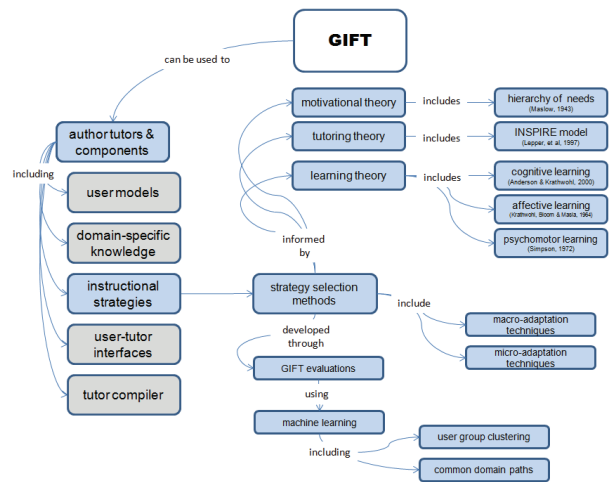 GIFT
can be used to
author tutors &
components
including
user models
domain-specific
knowledge
instructional
strategies
user-tutor
interfaces
tutor compiler
motivational theory
includes
hierarchy of needs
(Maslow, 1943)
tutoring theory
includes
INSPIRE model
(Lepper, et al, 1997)
learning theory
includes
cognitive learning
(Anderson & Krathwohl, 2000)
affective learning
(Krathwohl, Bloom & Masia, 1964)
psychomotor learning
(Simpson, 1972)
informed
by
strategy selection
methods
include
macro-adaptation
techniques
micro-adaptation
techniques
developed
through
GIFT evaluations
using
machine learning
including
user group clustering
common domain paths